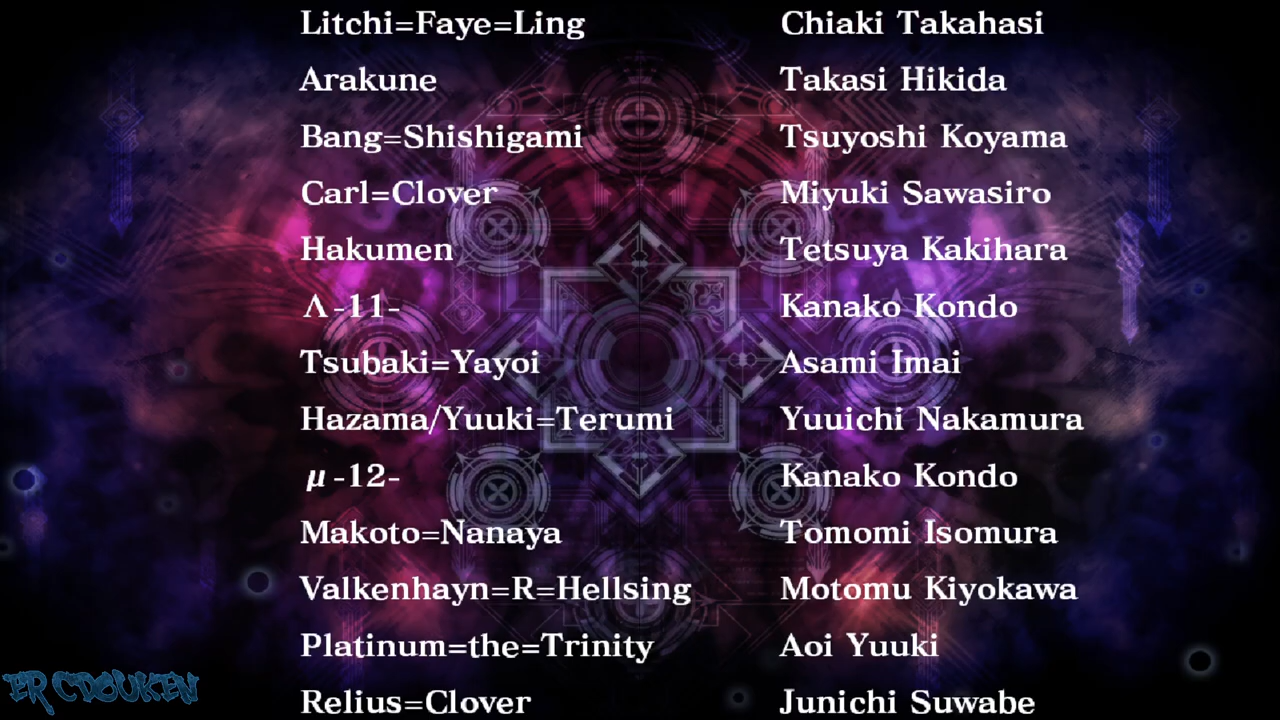 Litchi=Faye=Ling Chiaki Takahasi
Arakune Takasi Hikida
Bang=Shishigami Tsuyoshi Koyama
Carl=Clover Miyuki Sawasiro
Hakumen Tetsuya Kakihara
Λ-11- Kanako Kondo
Tsubaki=Yayoi Asami Imai
Hazama/Yuuki=Terumi Yuuichi Nakamura
μ-12- Kanako Kondo
Makoto=Nanaya Tomomi Isomura
Valkenhayn=R=Hellsing Motomu Kiyokawa
Platinum=the=Trinity Aoi Yuuki
Relius=Clover Junichi Suwabe